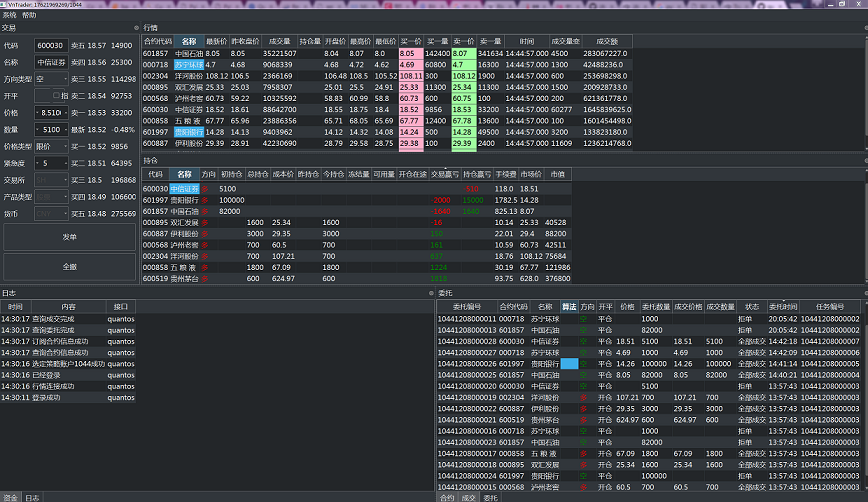 VnTrader: 17621969269/1044
系统 帮助
交易
代码 600030 卖五 18.57 14900
名称 中信证券 卖四 18.56 25300
方向类型 空 卖三 18.55 114298
开平 指 卖二 18.54 92753
价格 8.510 卖一 18.53 33200
数量 5100 最新 18.52 -0.48%
价格类型 限价 买一 18.52 9856
紧急度 5 买二 18.51 64395
交易所 买三 18.5 196868
产品类型 买四 18.49 106600
货币 买五 18.48 275569
发单
全撤
行情
合约代码 名称 最新价 昨收盘价 成交量 持仓量 开盘价 最高价 最低价 买一价 买一量 卖一价 卖一量 时间 成交量变 成交额
601857 中国石油 8.05 8.05 35221507 8.04 8.07 8.0 8.05 142400 8.07 341634 14:44:57.000 4500 283067227.0
000718 苏宁环球 4.7 4.68 9068339 4.68 4.72 4.62 4.69 60800 4.7 16300 14:44:57.000 1300 42488236.0
002304 洋河股份 108.12 106.5 2366169 106.48 108.5 105.52 108.11 300 108.12 1900 14:44:57.000 600 253698298.0
000895 双汇发展 25.33 25.03 7958307 25.01 25.5 24.91 25.33 11300 25.34 11300 14:44:57.000 1500 200928733.0
000568 泸州老窖 60.73 59.22 10325592 58.83 60.99 58.8 60.73 600 60.75 100 14:44:57.000 200 621361778.0
600030 中信证券 18.52 18.61 88642700 18.55 18.75 18.4 18.52 9856 18.53 33200 14:44:57.000 60277 1645839625.0
000858 五 粮 液 67.77 65.96 23886356 65.71 68.05 65.69 67.77 12400 67.78 13600 14:44:57.000 100 1601454498.0
601997 贵阳银行 14.28 14.13 9403962 14.12 14.32 14.08 14.24 500 14.28 49500 14:44:57.000 3200 133823180.0
600887 伊利股份 29.39 28.91 42230690 28.79 29.58 28.75 29.38 100 29.39 2400 14:44:57.000 11609 1236214768.0
持仓
代码 名称 方向 初持仓 总持仓 成本价 昨持仓 今持仓 冻结量 可用量 开仓在途 交易盈亏 持仓盈亏 手续费 市场价 市值
600030 中信证券 多 5100 -510 118.0 18.51
601997 贵阳银行 多 100000 -2000 15000 1782.5 14.28
601857 中国石油 多 82000 -1640 1640 825.13 8.07
000895 双汇发展 多 1600 25.34 1600 -16 10.14 25.33 40528
600887 伊利股份 多 3000 29.35 3000 150 22.01 29.4 88200
000568 泸州老窖 多 700 60.5 700 161 10.59 60.73 42511
002304 洋河股份 多 700 107.21 700 637 18.76 108.12 75684
000858 五 粮 液 多 1800 67.09 1800 1224 30.19 67.77 121986
600519 贵州茅台 多 600 624.97 600 1818 93.75 628.0 376800
日志
时间 内容 接口
14:30:17 查询成交完成 quantos
14:30:17 查询委托完成 quantos
14:30:17 订阅合约信息成功 quantos
14:30:17 查询合约信息成功 quantos
14:30:16 选定策略账户1044成功 quantos
14:30:16 已经登录 quantos
14:30:16 行情连接成功 quantos
14:30:11 登录成功 quantos
资金 日志
委托
委托编号 合约代码 名称 算法 方向 开平 价格 委托数量 成交价格 成交数量 状态 委托时间 任务编号
104412080000011 000718 苏宁环球 空 平仓 1000 拒单 20:05:42 104412080000002
104412080000013 601857 中国石油 空 平仓 82000 拒单 20:05:42 104412080000002
104412080000028 600030 中信证券 空 平仓 18.51 5100 18.51 5100 全部成交 14:42:18 104412080000007
104412080000027 000718 苏宁环球 空 平仓 4.69 1000 4.69 1000 全部成交 14:42:09 104412080000006
104412080000026 601997 贵阳银行 空 平仓 14.26 100000 14.26 100000 全部成交 14:41:14 104412080000005
104412080000025 601857 中国石油 空 平仓 8.05 82000 8.05 82000 全部成交 14:40:21 104412080000004
104412080000020 600030 中信证券 空 平仓 5100 拒单 13:57:43 104412080000003
104412080000019 002304 洋河股份 多 开仓 107.21 700 107.21 700 全部成交 13:57:43 104412080000003
104412080000022 600887 伊利股份 多 开仓 29.35 3000 29.35 3000 全部成交 13:57:43 104412080000003
104412080000021 600519 贵州茅台 多 开仓 624.97 600 624.97 600 全部成交 13:57:43 104412080000003
104412080000016 000718 苏宁环球 空 平仓 1000 拒单 13:57:43 104412080000003
104412080000023 601857 中国石油 空 平仓 82000 拒单 13:57:43 104412080000003
104412080000017 000858 五 粮 液 多 开仓 67.09 1800 67.09 1800 全部成交 13:57:43 104412080000003
104412080000018 000895 双汇发展 多 开仓 25.34 1600 25.34 1600 全部成交 13:57:43 104412080000003
104412080000024 601997 贵阳银行 空 平仓 100000 拒单 13:57:43 104412080000003
104412080000015 000568 泸州老窖 多 开仓 60.5 700 60.5 700 全部成交 13:57:43 104412080000003
合约 成交 委托